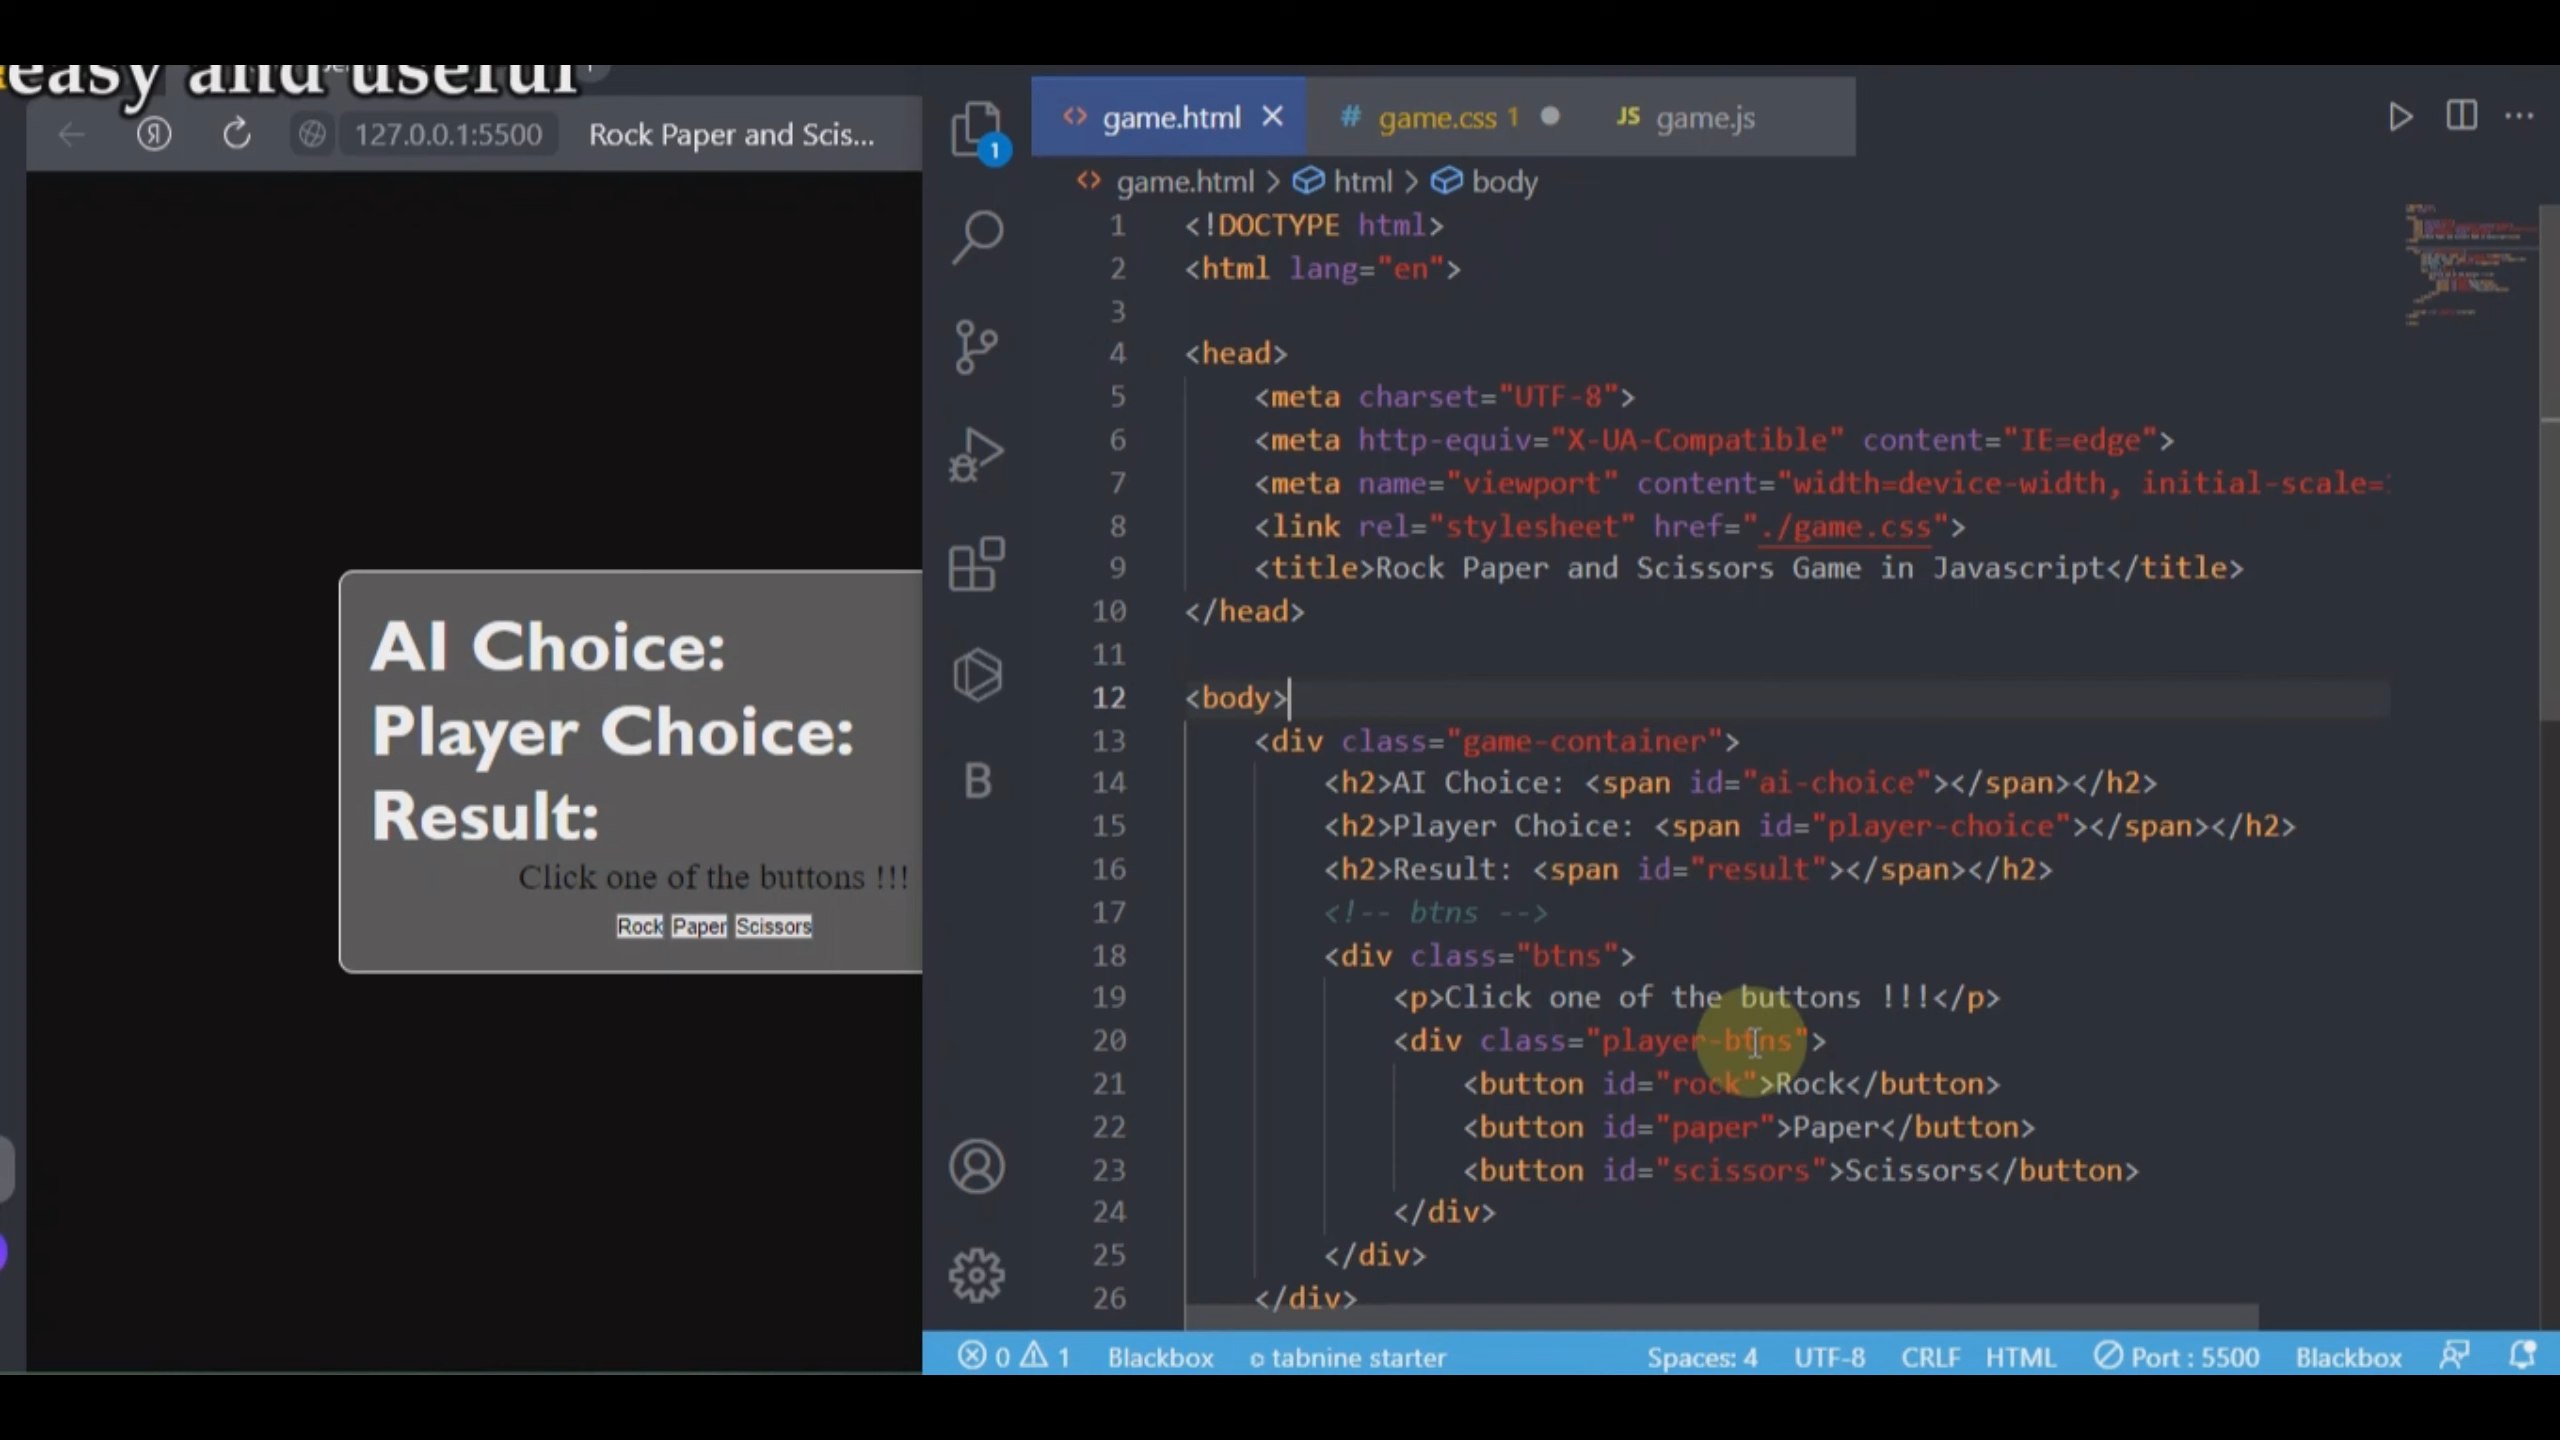 easy and useful
127.0.0.1:5500 Rock Paper and Scis...
AI Choice:
Player Choice:
Result:
Click one of the buttons !!!
Rock Paper Scissors
1
B
game.html
# game.css 1
JS game.js
game.html > html > body
1 <!DOCTYPE html>
2 <html lang="en">
3
4 <head>
5 <meta charset="UTF-8">
6 <meta http-equiv="X-UA-Compatible" content="IE=edge">
7 <meta name="viewport" content="width=device-width, initial-scale=
8 <link rel="stylesheet" href="./game.css">
9 <title>Rock Paper and Scissors Game in Javascript</title>
10 </head>
11
12 <body>
13 <div class="game-container">
14 <h2>AI Choice: <span id="ai-choice"></span></h2>
15 <h2>Player Choice: <span id="player-choice"></span></h2>
16 <h2>Result: <span id="result"></span></h2>
17 <!-- btns -->
18 <div class="btns">
19 <p>Click one of the buttons !!!</p>
20 <div class="player-btns">
21 <button id="rock">Rock</button>
22 <button id="paper">Paper</button>
23 <button id="scissors">Scissors</button>
24 </div>
25 </div>
26 </div>
0 1 Blackbox tabnine starter Spaces: 4 UTF-8 CRLF HTML Port : 5500 Blackbox